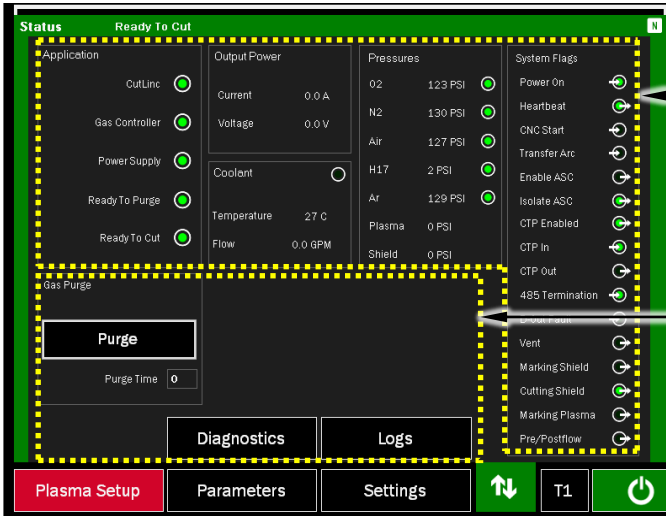 Status Ready To Cut N
Application
CutLinc
Gas Controller
Power Supply
Ready To Purge
Ready To Cut
Output Power
Current 0.0 A
Voltage 0.0 V
Coolant
Temperature 27 C
Flow 0.0 GPM
Pressures
O2 123 PSI
N2 130 PSI
Air 127 PSI
H17 2 PSI
Ar 129 PSI
Plasma 0 PSI
Shield 0 PSI
System Flags
Power On
Heartbeat
CNC Start
Transfer Arc
Enable ASC
Isolate ASC
CTP Enabled
CTP In
CTP Out
485 Termination
Fault
Vent
Marking Shield
Cutting Shield
Marking Plasma
Pre/Postflow
Gas Purge
Purge
Purge Time 0
Diagnostics Logs
Plasma Setup Parameters Settings T1